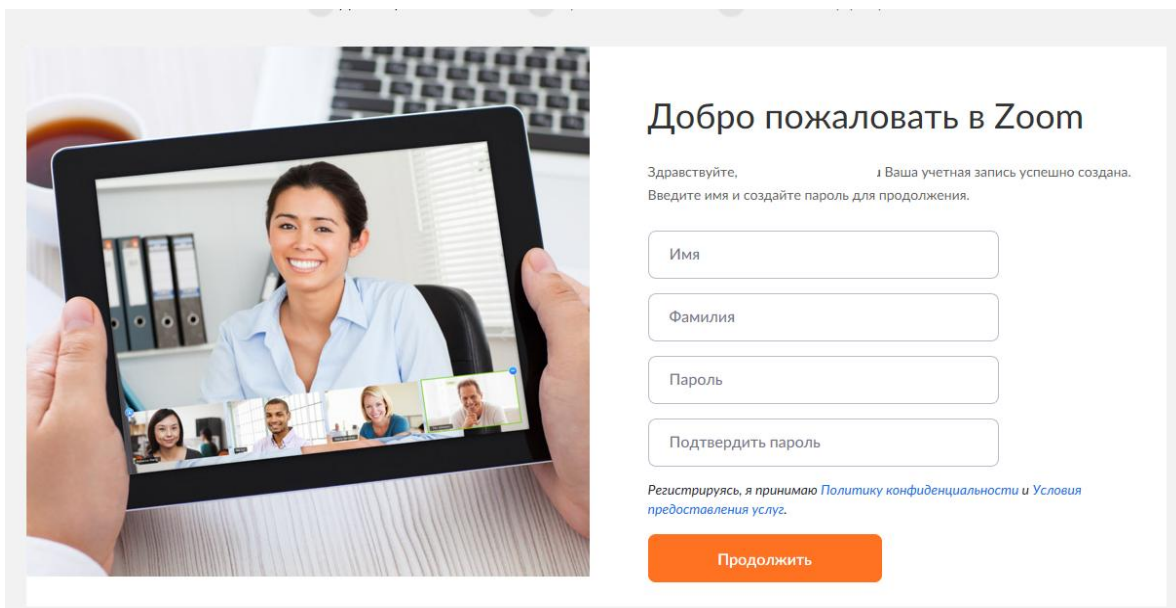 Добро пожаловать в Zoom
Здравствуйте, Ваша учетная запись успешно создана.
Введите имя и создайте пароль для продолжения.
Имя
Фамилия
Пароль
Подтвердить пароль
Регистрируясь, я принимаю Политику конфиденциальности и Условия
предоставления услуг.
Продолжить